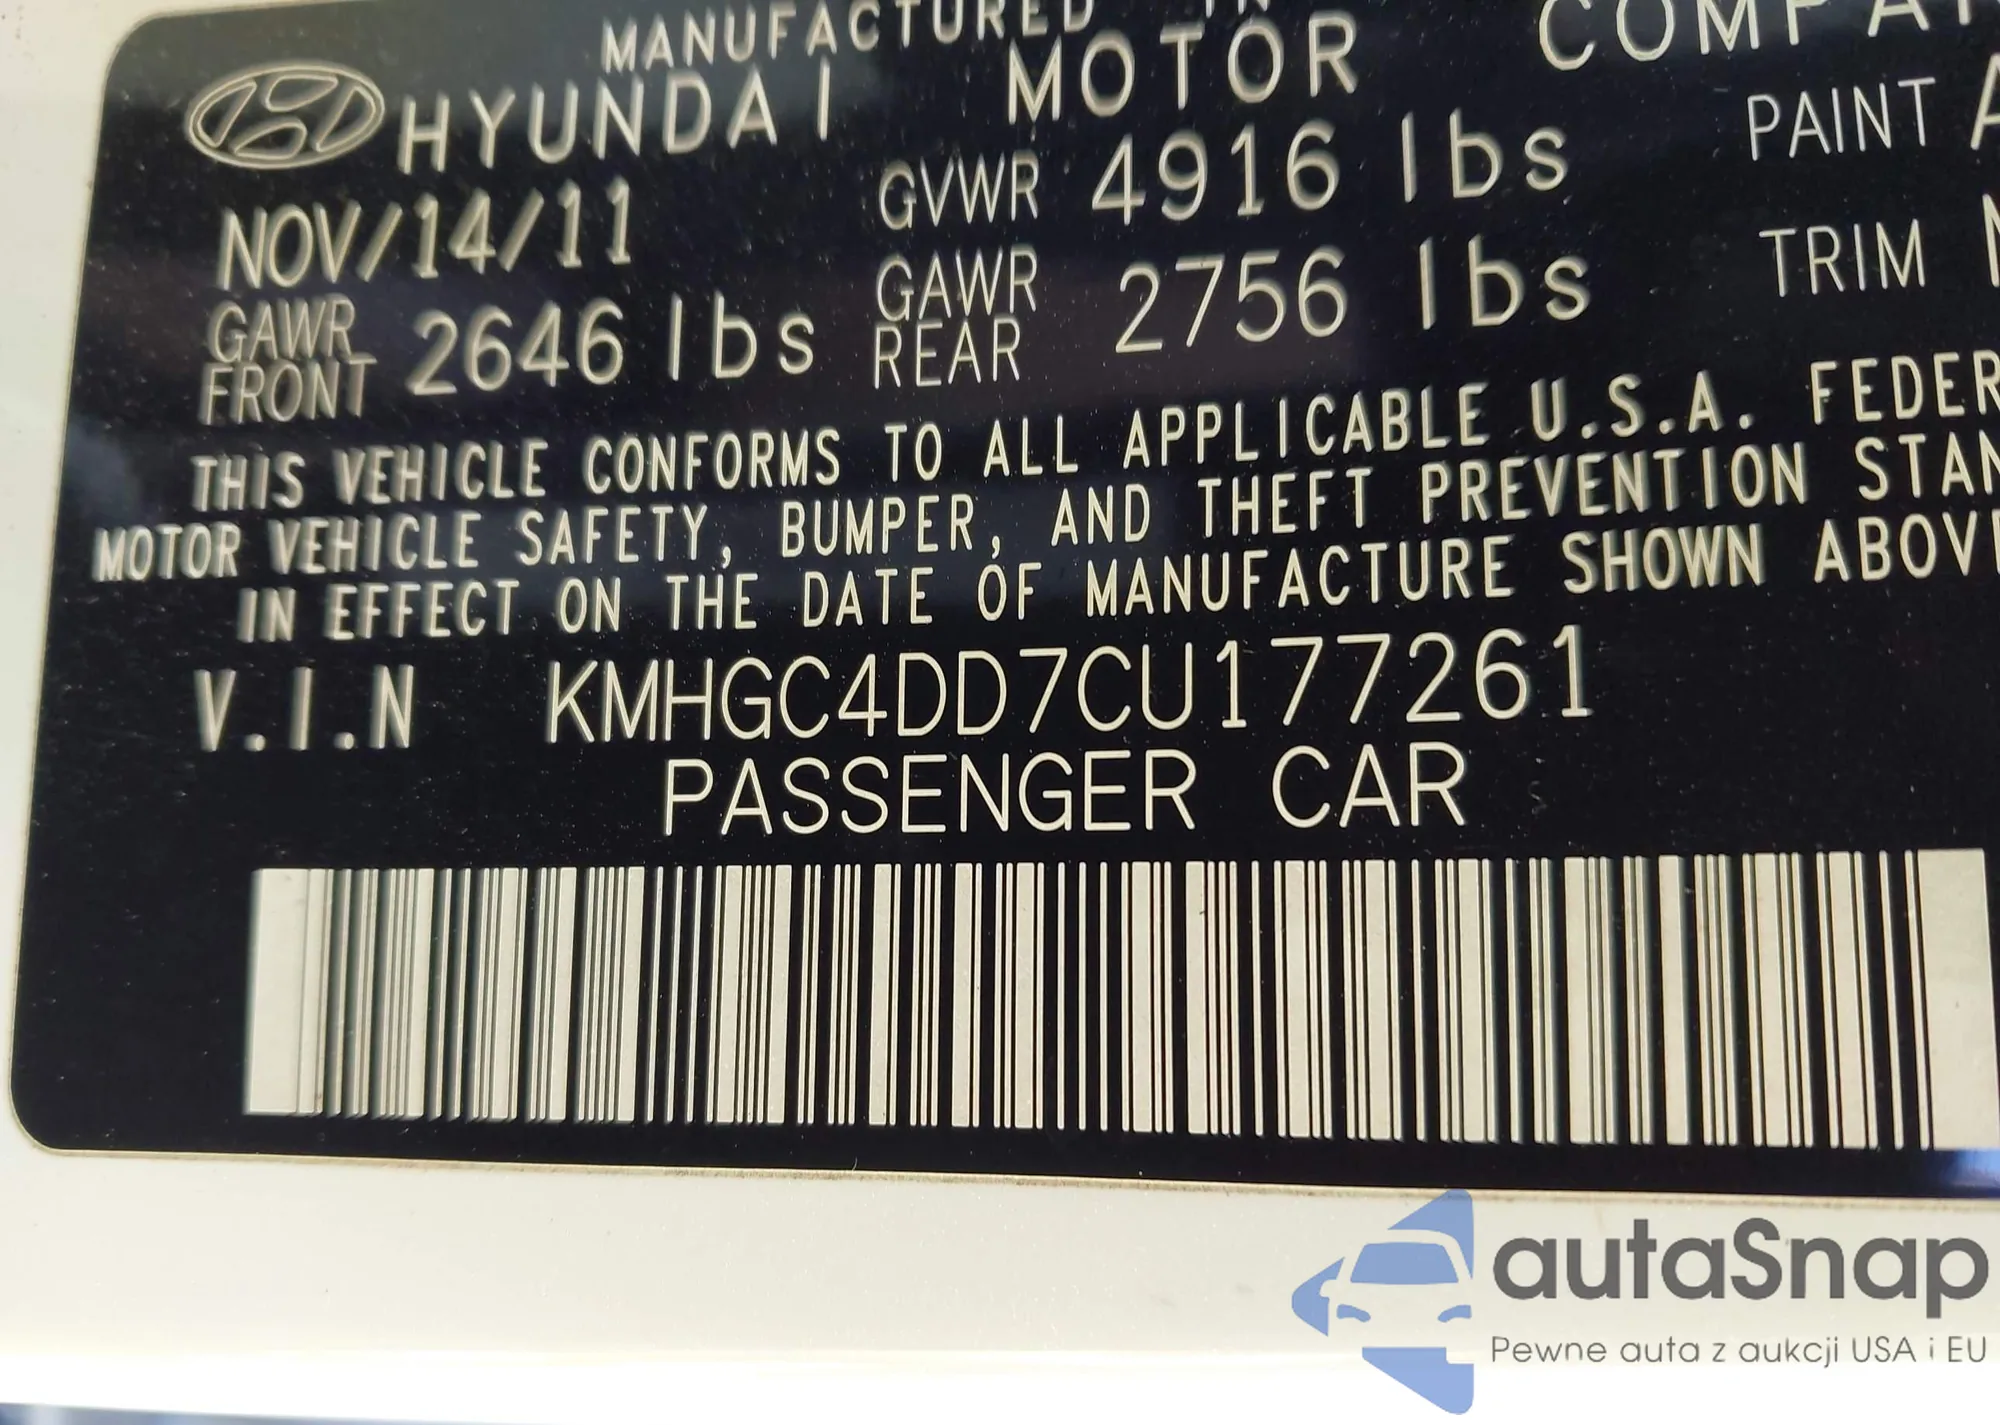 MANUFACTURED IN
HYUNDAI MOTOR COMPA
NOV/14/11 GVWR 4916 lbs PAINT A
GAWR FRONT 2646 lbs GAWR REAR 2756 lbs TRIM
THIS VEHICLE CONFORMS TO ALL APPLICABLE U.S.A. FEDER
MOTOR VEHICLE SAFETY, BUMPER, AND THEFT PREVENTION STAN
IN EFFECT ON THE DATE OF MANUFACTURE SHOWN ABOVE
V.I.N KMHGC4DD7CU177261
PASSENGER CAR
autaSnap
Pewne auta z aukcji USA i EU